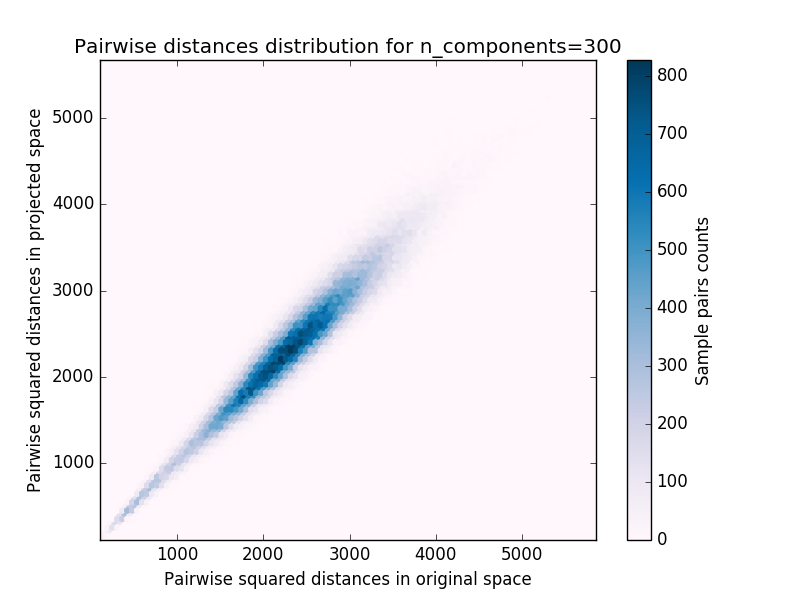 Pairwise distances distribution for n_components=300
Pairwise squared distances in projected space
5000
4000
3000
2000
1000
1000 2000 3000 4000 5000
Pairwise squared distances in original space
800
700
600
500
400
300
200
100
0
Sample pairs counts